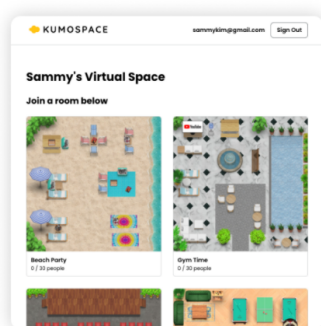 KUMOSPACE
sammykim@gmail.com
Sign Out
Sammy's Virtual Space
Join a room below
YouTube
Beach Party
0 / 30 people
Gym Time
0 / 30 people